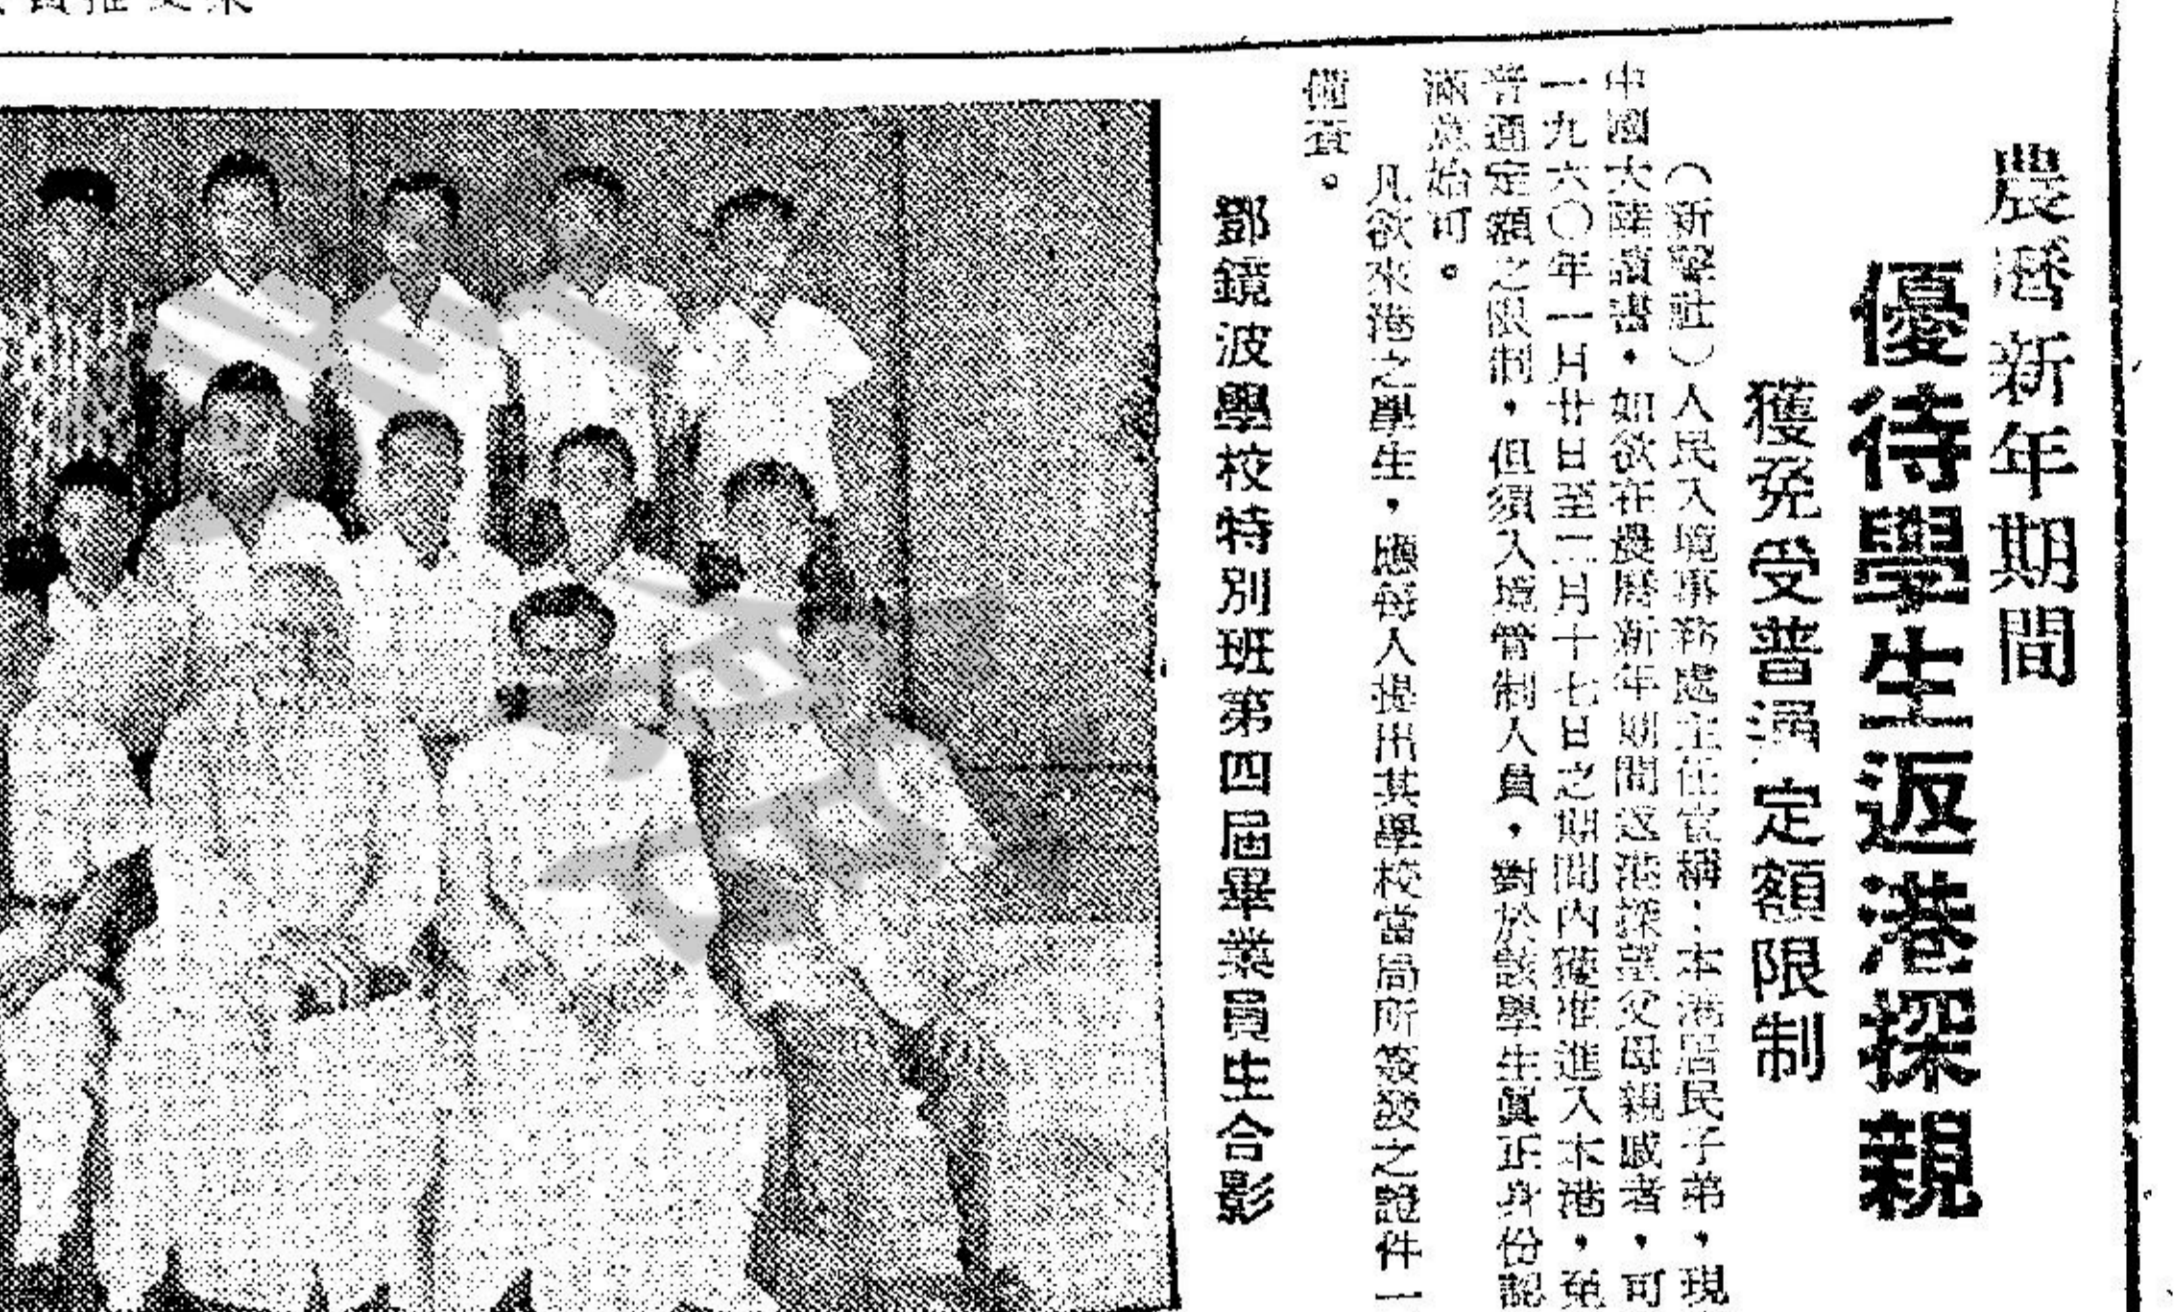 農曆新年期間
優待學生返港探親
獲免受普通定額限制
（新聲社）人民入境事務處主任官稱：本港居民子弟，現
中國大陸讀書，如欲在農曆新年期間返港探望父母親戚者，可
一九六〇年一月廿日至二月十七日之期間內獲准進入本港，免
普通定額之限制，但須入境管制人員，對於該學生眞正身份認
滿意始可。
凡欲來港之學生，應每人提出其學校當局所簽發之證件一
備查。
鄧鏡波學校特別班第四屆畢業員生合影